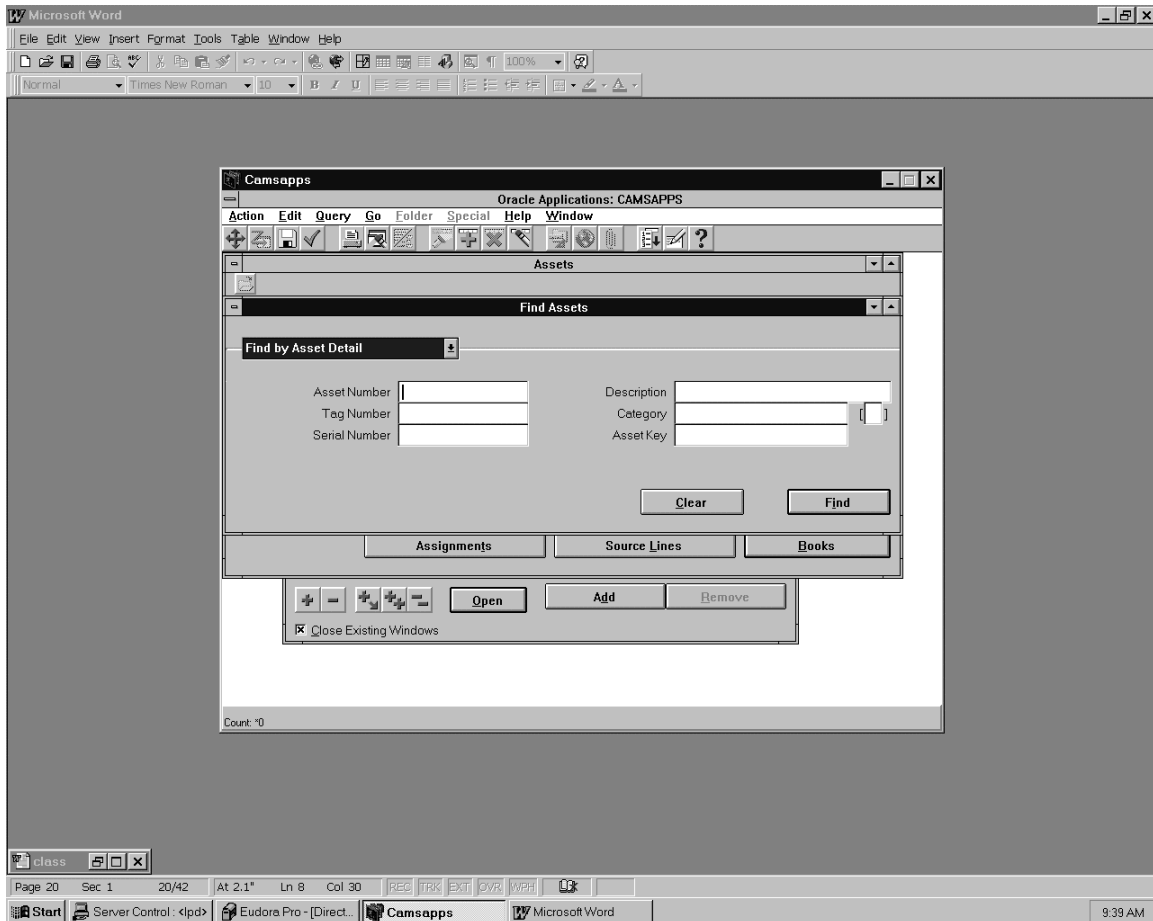 Microsoft Word
File Edit View Insert Format Tools Table Window Help
100%
Normal Times New Roman 10 B I U
Camsapps
Oracle Applications: CAMSAPPS
Action Edit Query Go Folder Special Help Window
Assets
Find Assets
Find by Asset Detail
Asset Number Description
Tag Number Category [ ]
Serial Number Asset Key
Clear Find
Assignments Source Lines Books
Open Add Remove
Close Existing Windows
Count: *0
class
Page 20 Sec 1 20/42 At 2.1" Ln 8 Col 30 REC TRK EXT OVR WPH
Start Server Control : <lpd> Eudora Pro - [Direct... Camsapps Microsoft Word 9:39 AM